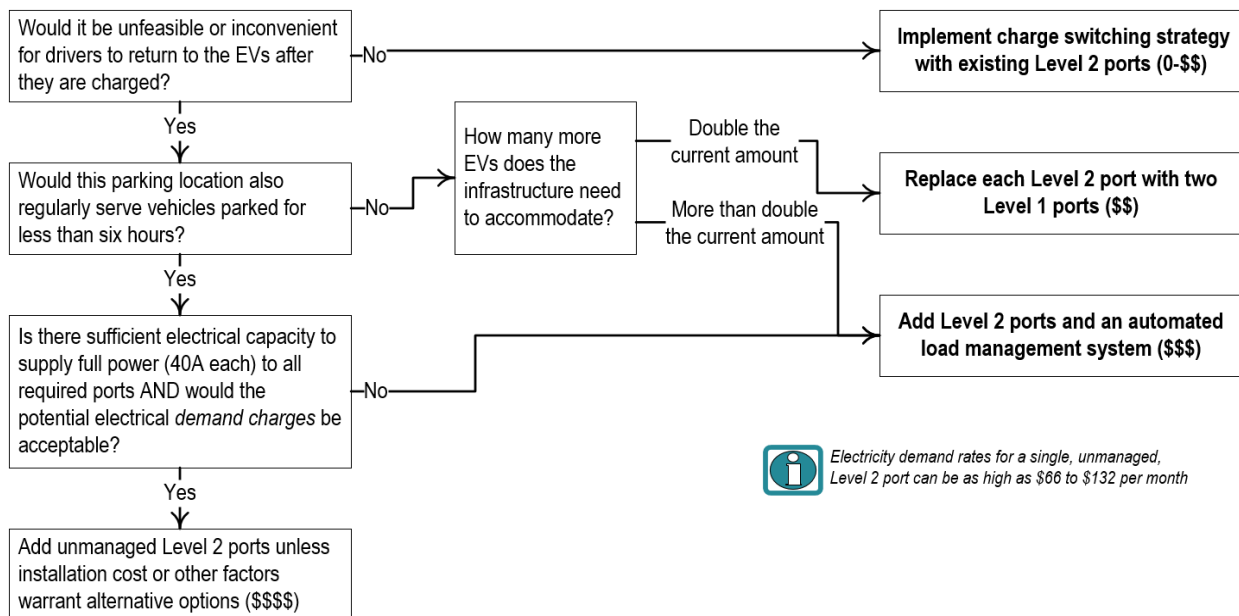 Would it be unfeasible or inconvenient
for drivers to return to the EVs after
they are charged?
No
Implement charge switching strategy
with existing Level 2 ports (0-$$)
Yes
Would this parking location also
regularly serve vehicles parked for
less than six hours?
No
How many more
EVs does the
infrastructure need
to accommodate?
Double the
current amount
Replace each Level 2 port with two
Level 1 ports ($$)
More than double
the current amount
Yes
Is there sufficient electrical capacity to
supply full power (40A each) to all
required ports AND would the
potential electrical demand charges be
acceptable?
No
Add Level 2 ports and an automated
load management system ($$$)
Electricity demand rates for a single, unmanaged,
Level 2 port can be as high as $66 to $132 per month
Yes
Add unmanaged Level 2 ports unless
installation cost or other factors
warrant alternative options ($$$$)